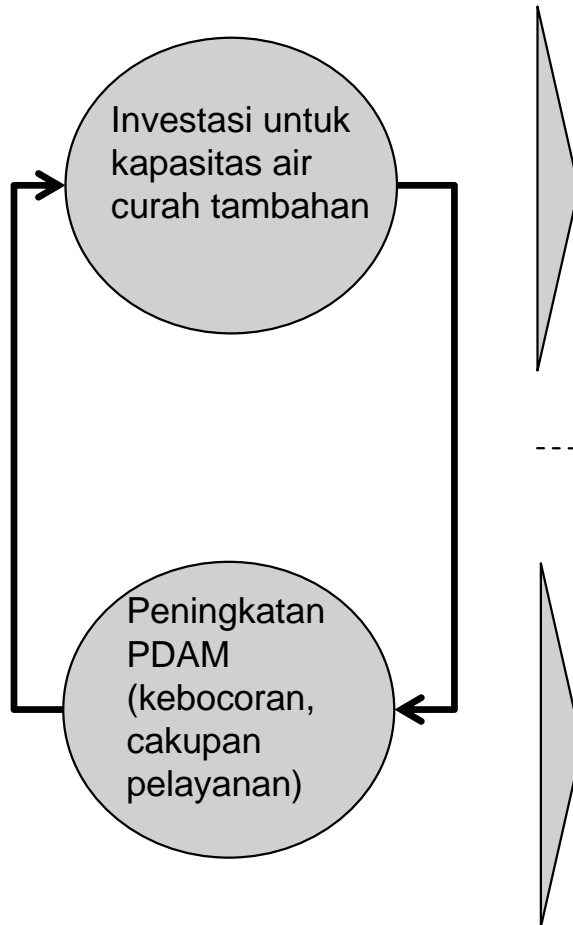 Investasi untuk
kapasitas air
curah tambahan
Peningkatan
PDAM
(kebocoran,
cakupan
pelayanan)